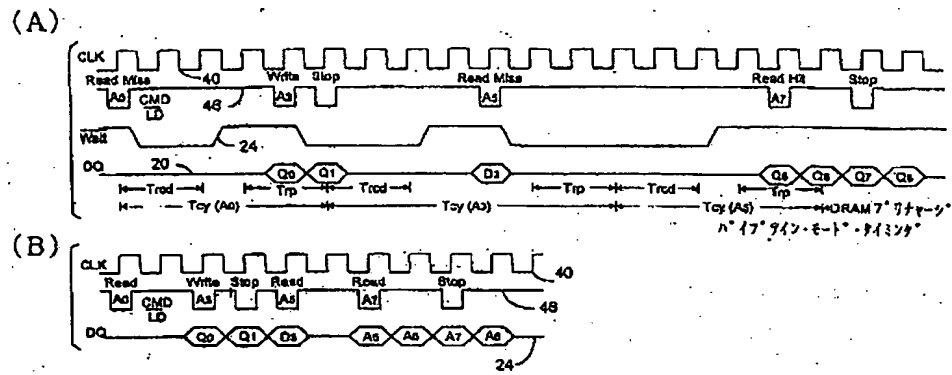 (A)
CLK
Read Miss 40 Write Stop Read Miss Read Hit Stop
A0 CMD LD 48 A3 A5 A7
Wait 24
DQ 20 Q0 Q1 D3 Q5 Q6 Q7 Q8
Trcd Trp Trcd Trp Trcd Trp
Tcy (A0) Tcy (A3) Tcy (A5) DRAMプリチャージ
パイプライン・モード・タイミング
(B)
CLK 40
Read Write Stop Read Read Stop
A0 CMD LD A3 A5 A7 48
DQ Q0 Q1 D3 A5 A6 A7 A8
24